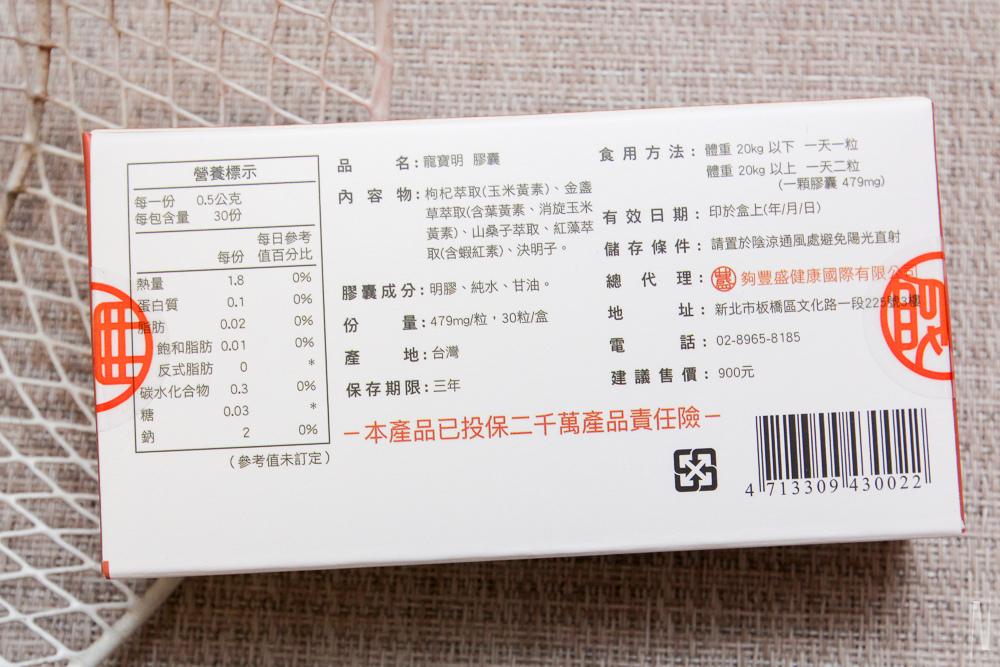 營養標示
每一份 0.5公克
每包含量 30份
每日參考
每份 值百分比
熱量 1.8 0%
蛋白質 0.1 0%
脂肪 0.02 0%
飽和脂肪 0.01 0%
反式脂肪 0 *
碳水化合物 0.3 0%
糖 0.03 *
鈉 2 0%
(參考值未訂定)
品名:寵寶明 膠囊
內容物:枸杞萃取(玉米黃素)、金盞
草萃取(含葉黃素、消旋玉米
黃素)、山桑子萃取、紅藻萃
取(含蝦紅素)、決明子。
膠囊成分:明膠、純水、甘油。
份量:479mg/粒,30粒/盒
產地:台灣
保存期限:三年
食用方法:體重 20kg 以下 一天一粒
體重 20kg 以上 一天二粒
(一顆膠囊 479mg)
有效日期:印於盒上(年/月/日)
儲存條件:請置於陰涼通風處避免陽光直射
總代理:夠豐盛健康國際有限公司
地址:新北市板橋區文化路一段225號3樓
電話:02-8965-8185
建議售價:900元
－本產品已投保二千萬產品責任險－
4 713309 430022